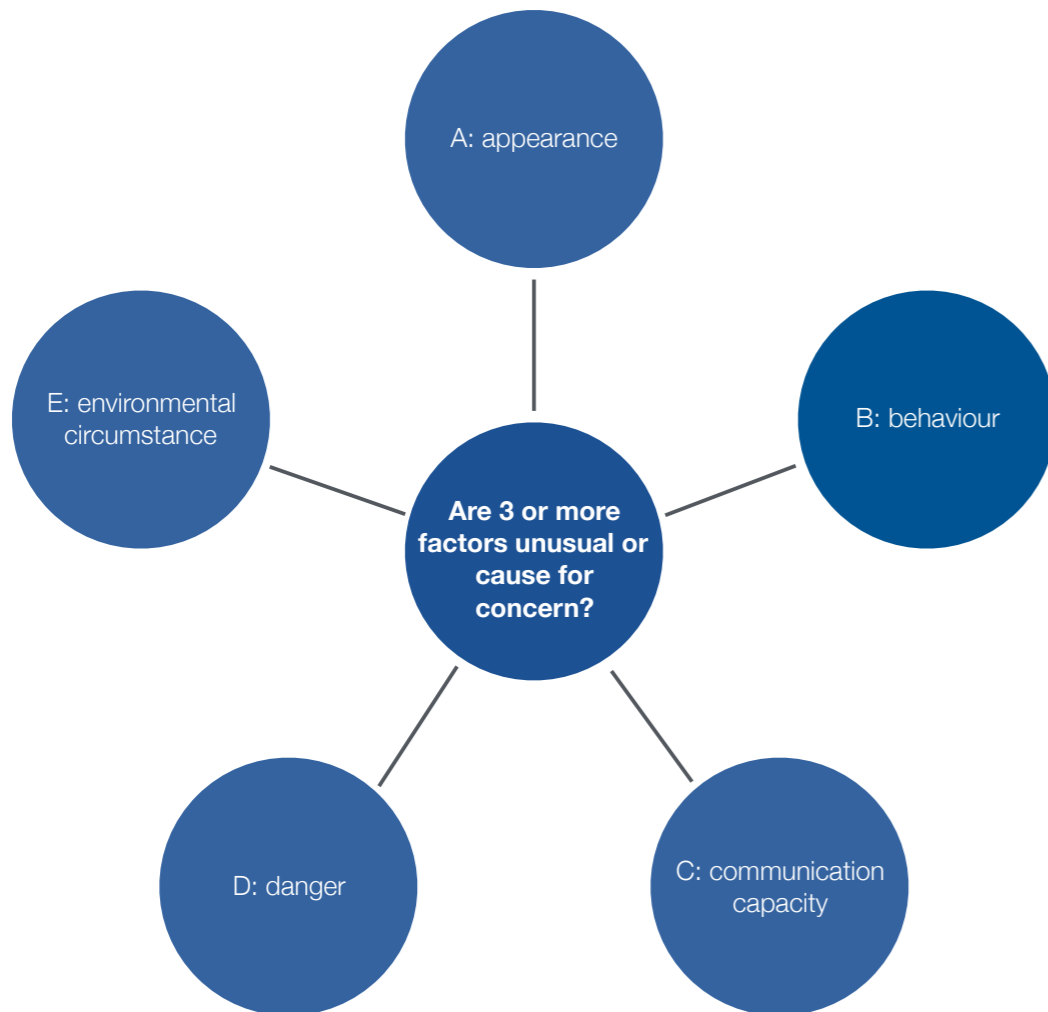 A: appearance
B: behaviour
C: communication
capacity
D: danger
E: environmental
circumstance
Are 3 or more
factors unusual or
cause for
concern?